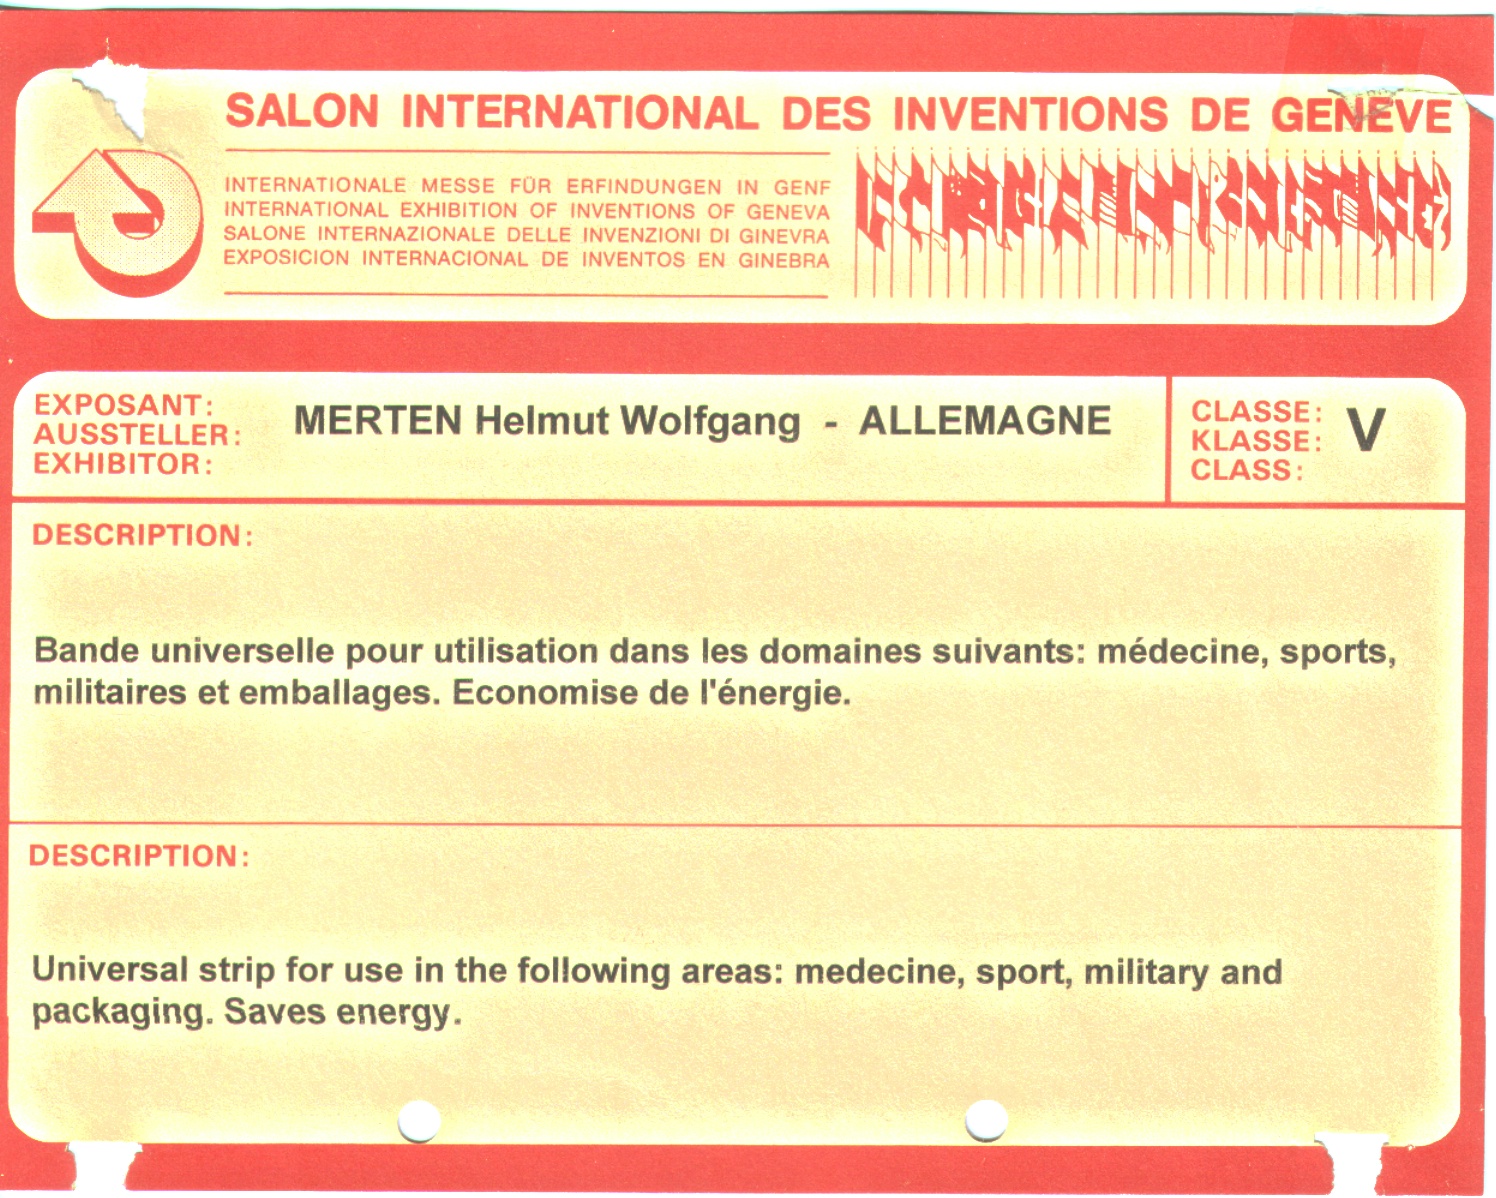 SALON INTERNATIONAL DES INVENTIONS DE GENÈVE
INTERNATIONALE MESSE FÜR ERFINDUNGEN IN GENF
INTERNATIONAL EXHIBITION OF INVENTIONS OF GENEVA
SALONE INTERNAZIONALE DELLE INVENZIONI DI GINEVRA
EXPOSICION INTERNACIONAL DE INVENTOS EN GINEBRA
EXPOSANT:
AUSSTELLER:
EXHIBITOR:
MERTEN Helmut Wolfgang - ALLEMAGNE
CLASSE:
KLASSE:
CLASS:
V
DESCRIPTION:
Bande universelle pour utilisation dans les domaines suivants: médecine, sports,
militaires et emballages. Economise de l'énergie.
DESCRIPTION:
Universal strip for use in the following areas: medecine, sport, military and
packaging. Saves energy.